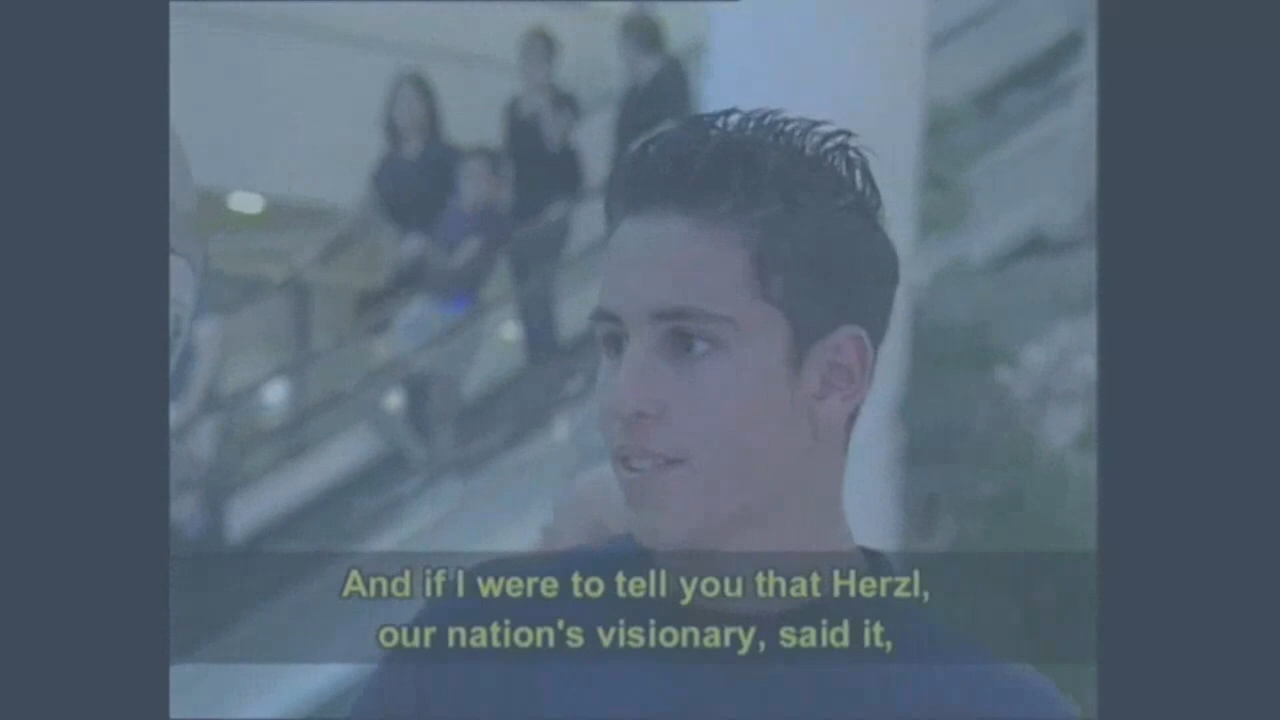 And if I were to tell you that Herzl,
our nation's visionary, said it,